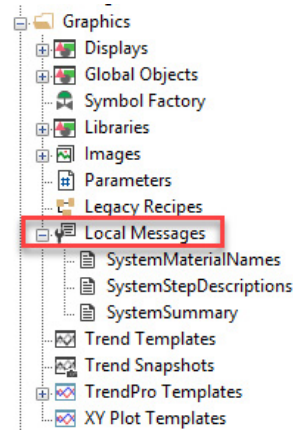 Graphics
Displays
Global Objects
Symbol Factory
Libraries
Images
Parameters
Legacy Recipes
Local Messages
SystemMaterialNames
SystemStepDescriptions
SystemSummary
Trend Templates
Trend Snapshots
TrendPro Templates
XY Plot Templates